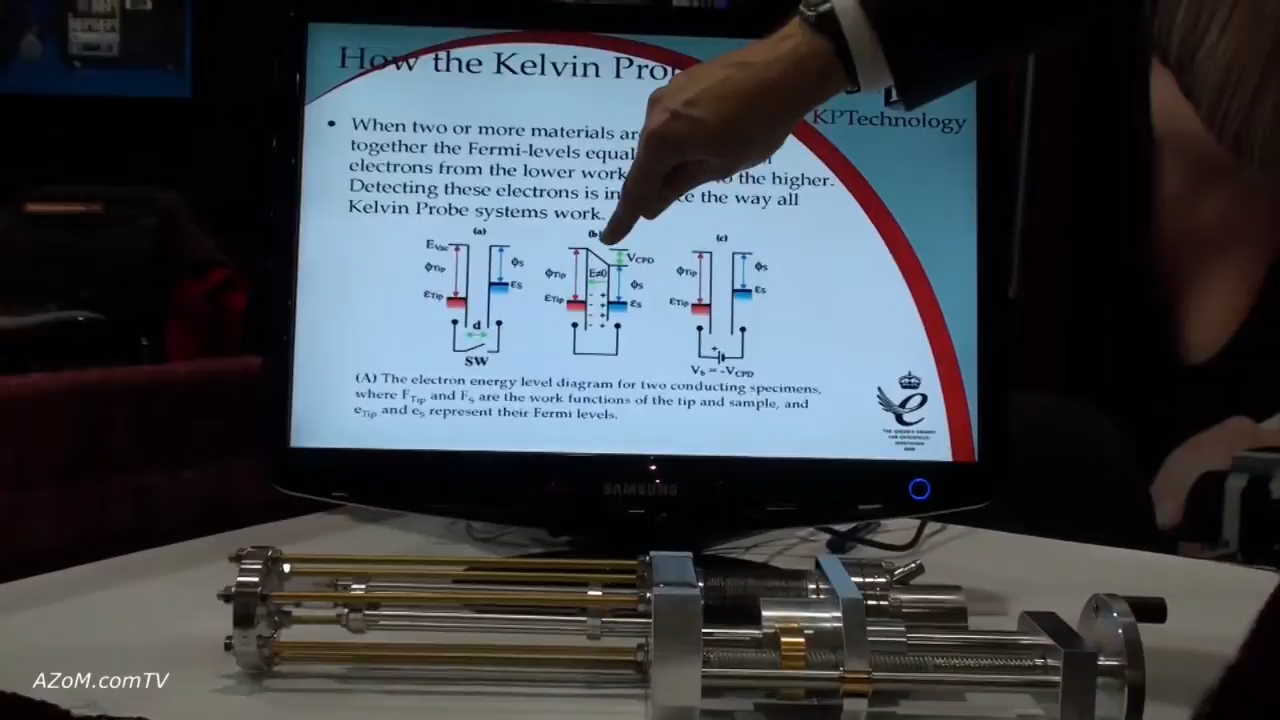 How the Kelvin
KPTechnology
• When two or more materials
together the Fermi-levels
electrons from the lower work the higher.
Detecting these electrons is the way all
Kelvin Probe systems work.
(a) (b) (c)
EVac VCPD
ΦTip ΦS ΦTip E≠0 ΦS ΦTip ΦS
εTip εS εTip εS εTip εS
d
SW
Vb = -VCPD
(A) The electron energy level diagram for two conducting specimens,
where FTip and FS are the work functions of the tip and sample, and
eTip and es represent their Fermi levels.
SAMSUNG
AZoM.comTV